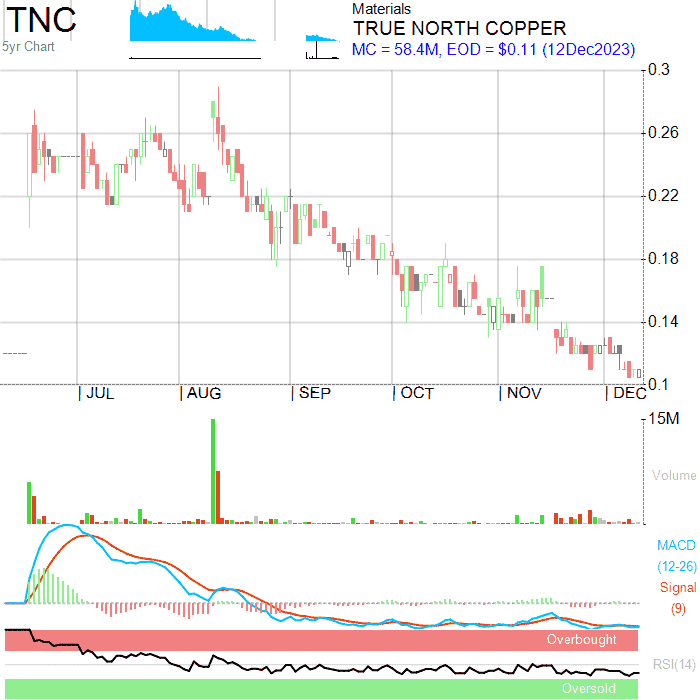 TNC
5yr Chart
Materials
TRUE NORTH COPPER
MC = 58.4M, EOD = $0.11 (12Dec2023)
0.3
0.26
0.22
0.18
0.14
0.1
JUL AUG SEP OCT NOV DEC
15M
Volume
MACD
(12-26)
Signal
(9)
Overbought
RSI(14)
Oversold